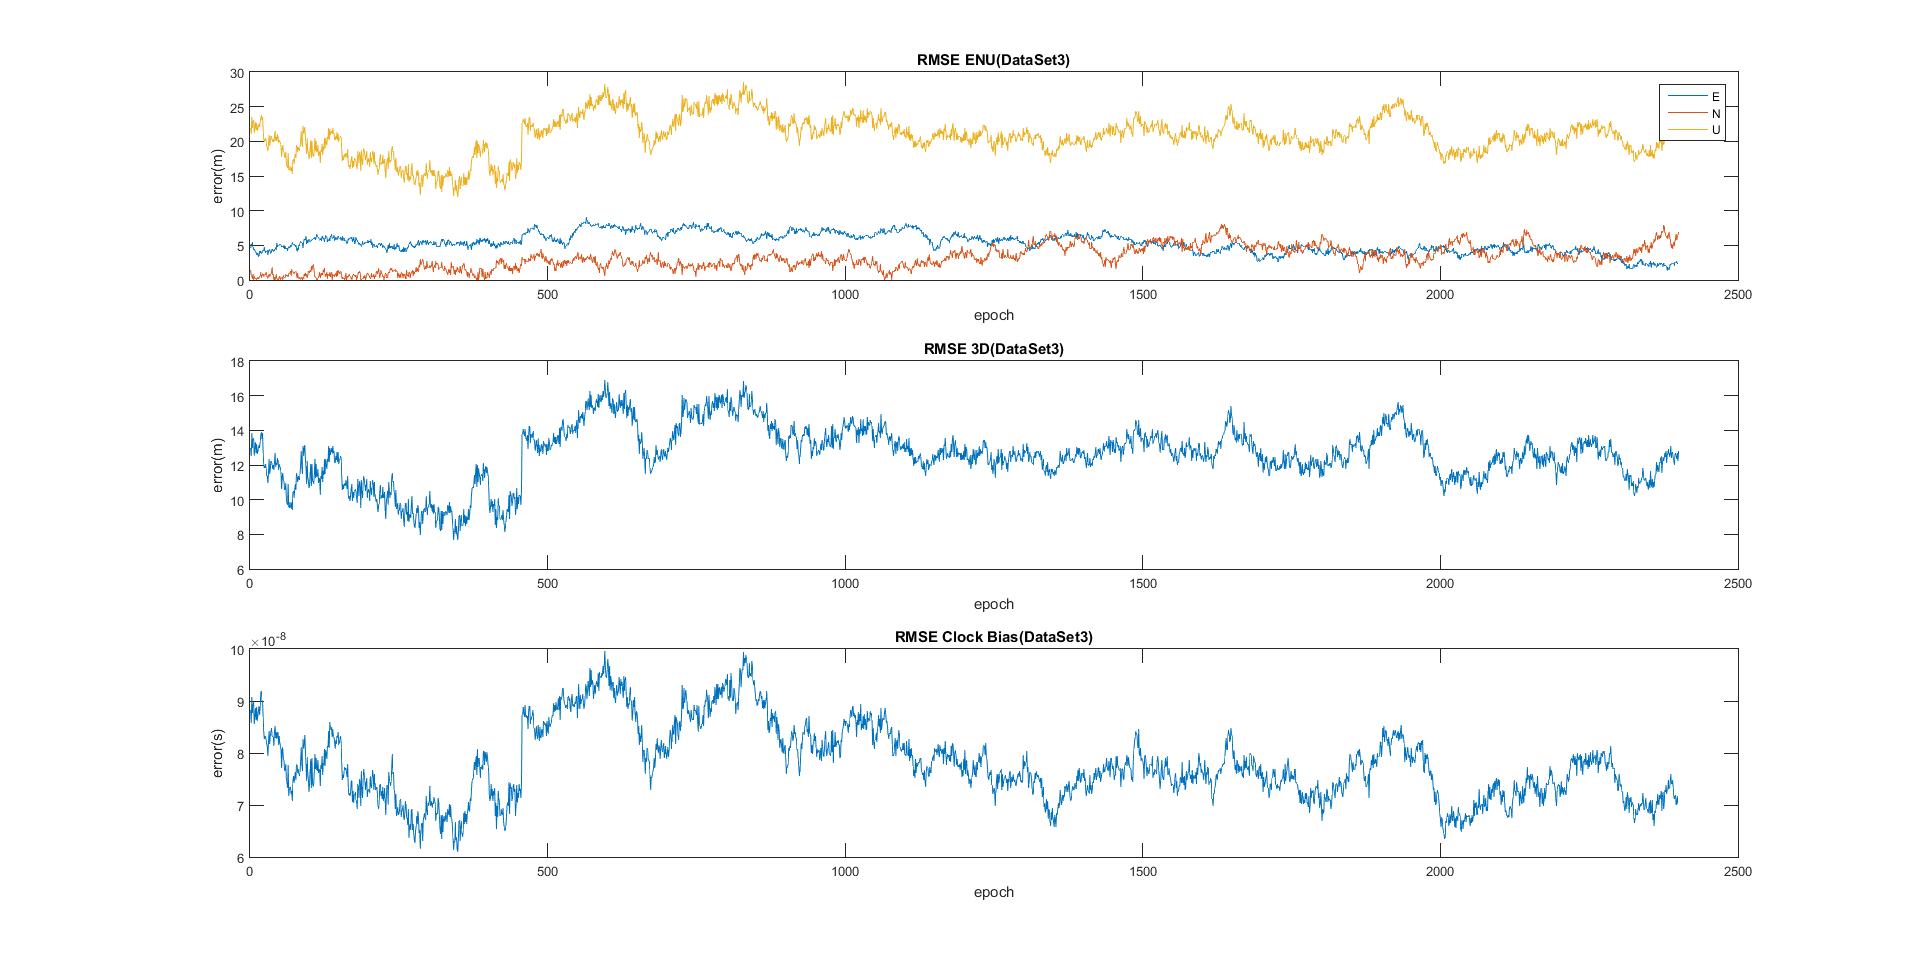 RMSE ENU(DataSet3)
30
25
20
15
10
5
0
error(m)
E
N
U
0 500 1000 1500 2000 2500
epoch
RMSE 3D(DataSet3)
18
16
14
12
10
8
6
error(m)
0 500 1000 1500 2000 2500
epoch
RMSE Clock Bias(DataSet3)
×10⁻⁸
10
9
8
7
6
error(s)
0 500 1000 1500 2000 2500
epoch